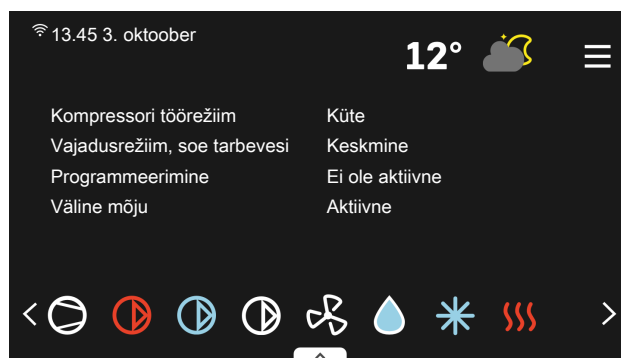 13.45 3. oktoober
12°
Kompressori töörežiim Küte
Vajadusrežiim, soe tarbevesi Keskmine
Programmeerimine Ei ole aktiivne
Väline mõju Aktiivne